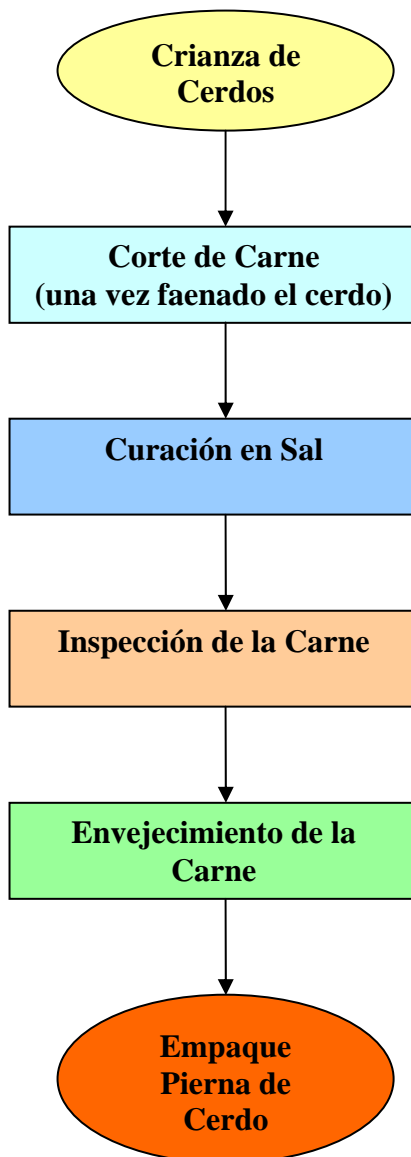 Crianza de
Cerdos
Corte de Carne
(una vez faenado el cerdo)
Curación en Sal
Inspección de la Carne
Envejecimiento de la
Carne
Empaque
Pierna de
Cerdo